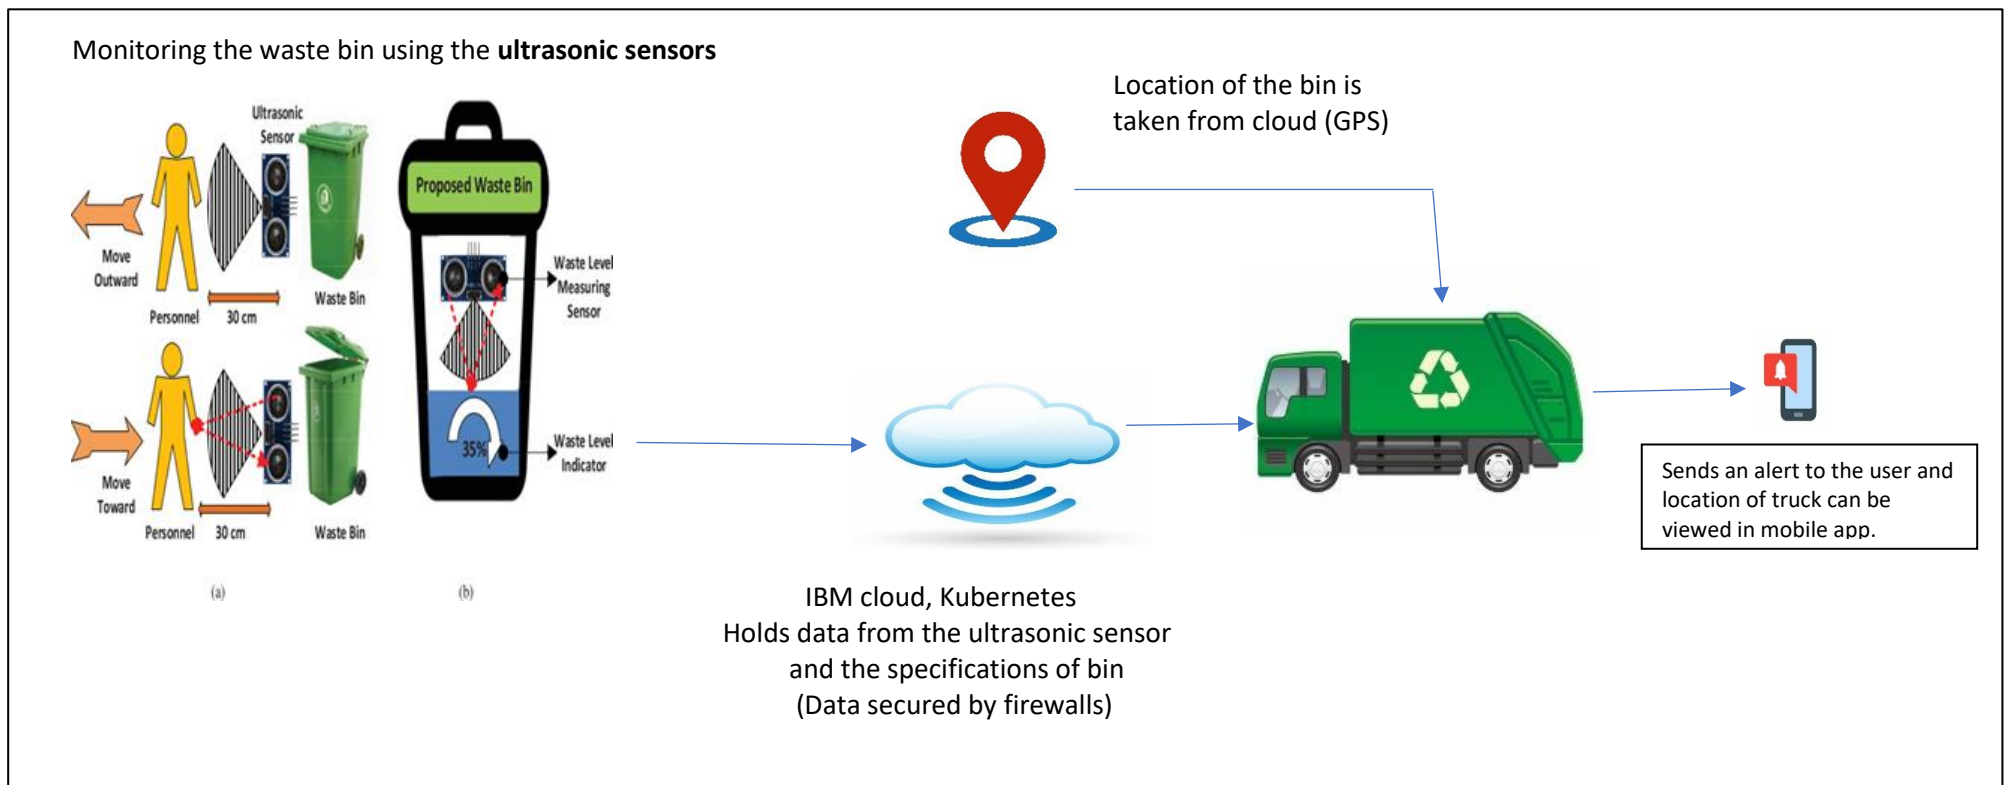 Monitoring the waste bin using the ultrasonic sensors
Ultrasonic
Sensor
Move
Outward
Personnel
30 cm
Waste Bin
Move
Toward
Personnel
30 cm
Waste Bin
(a)
Proposed Waste Bin
Waste Level
Measuring
Sensor
35%
Waste Level
Indicator
(b)
Location of the bin is
taken from cloud (GPS)
IBM cloud, Kubernetes
Holds data from the ultrasonic sensor
and the specifications of bin
(Data secured by firewalls)
Sends an alert to the user and
location of truck can be
viewed in mobile app.